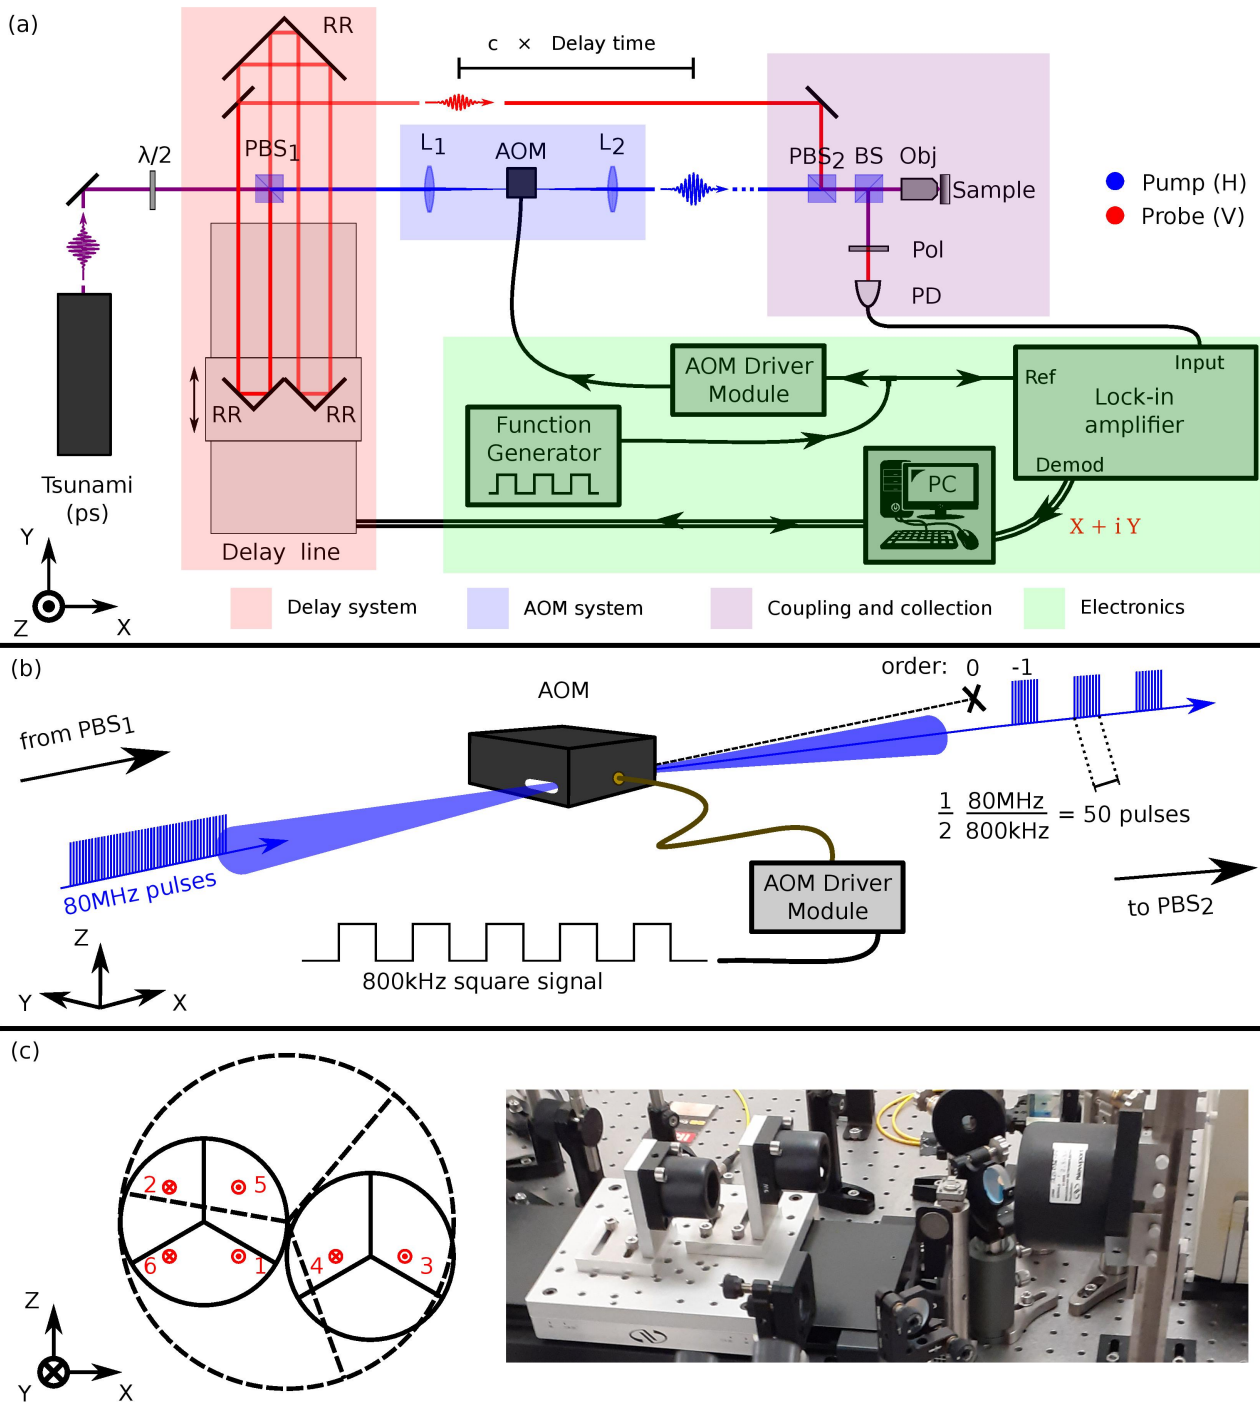 (a)
RR
c × Delay time
λ/2
PBS1
L1
AOM
L2
PBS2
BS
Obj
Sample
Pump (H)
Probe (V)
Pol
PD
RR
RR
AOM Driver
Module
Ref
Input
Lock-in
amplifier
Demod
Function
Generator
PC
X + i Y
Tsunami
(ps)
Delay line
Y
Z
X
Delay system
AOM system
Coupling and collection
Electronics
(b)
order: 0 -1
AOM
from PBS1
1/2 80MHz/800kHz = 50 pulses
80MHz pulses
AOM Driver
Module
to PBS2
800kHz square signal
Z
Y
X
(c)
2
5
6
1
4
3
Z
Y
X